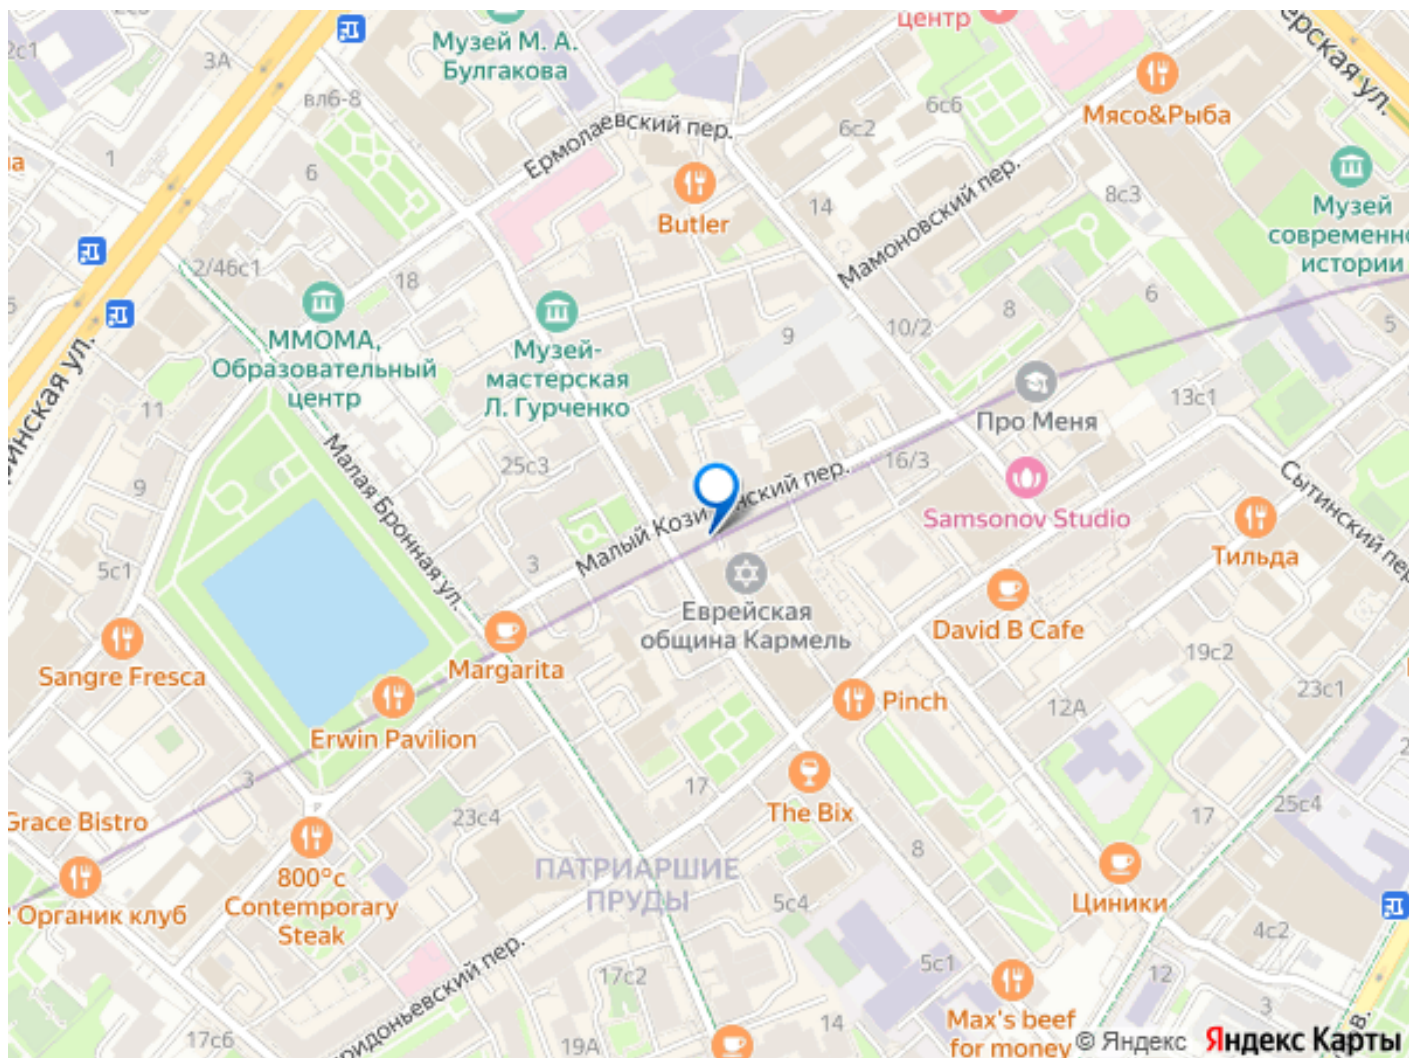 2с1
3А
вл6-8
1
6
Музей М. А.
Булгакова
центр
Ермолаевский пер.
6с6
6с2
Мясо&Рыба
Butler
14
Мамоновский пер.
8с3
Музей
современно
истории
2/46с1
18
ММОМА,
Образовательный
центр
Музей-
мастерская
Л. Гурченко
9
10/2
8
6
5
11
25с3
Малая Бронная ул.
Про Меня
13с1
16/3
9
Samsonov Studio
Сытинский пер.
Тильда
5с1
3
Еврейская
община Кармель
David B Cafe
Sangre Fresca
Margarita
19с2
23с1
Erwin Pavilion
Pinch
12А
3
17
The Bix
17
25с4
Grace Bistro
23с4
8
800°c
Contemporary
Steak
ПАТРИАРШИЕ
ПРУДЫ
Органик клуб
5с4
Циники
4с2
17с2
5с1
12
3
17с6
19А
14
Max's beef
for money
© Яндекс
Яндекс Карты